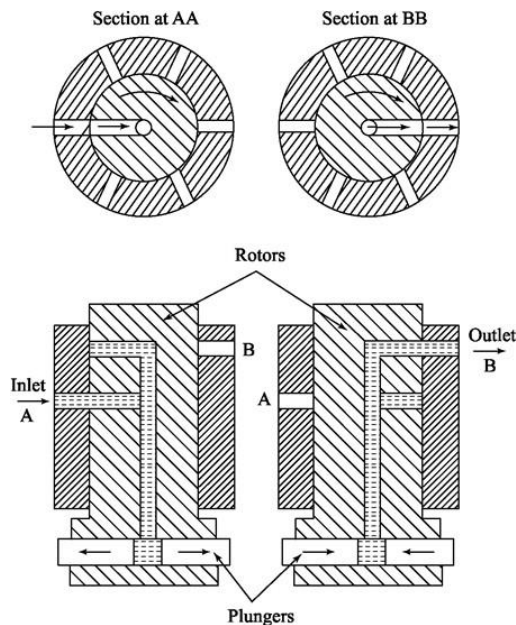 Section at AA
Section at BB
Rotors
Inlet
A
B
A
Outlet
B
Plungers